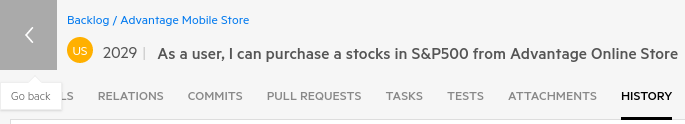 Backlog / Advantage Mobile Store
US 2029 | As a user, I can purchase a stocks in S&P500 from Advantage Online Store
Go back LS RELATIONS COMMITS PULL REQUESTS TASKS TESTS ATTACHMENTS HISTORY